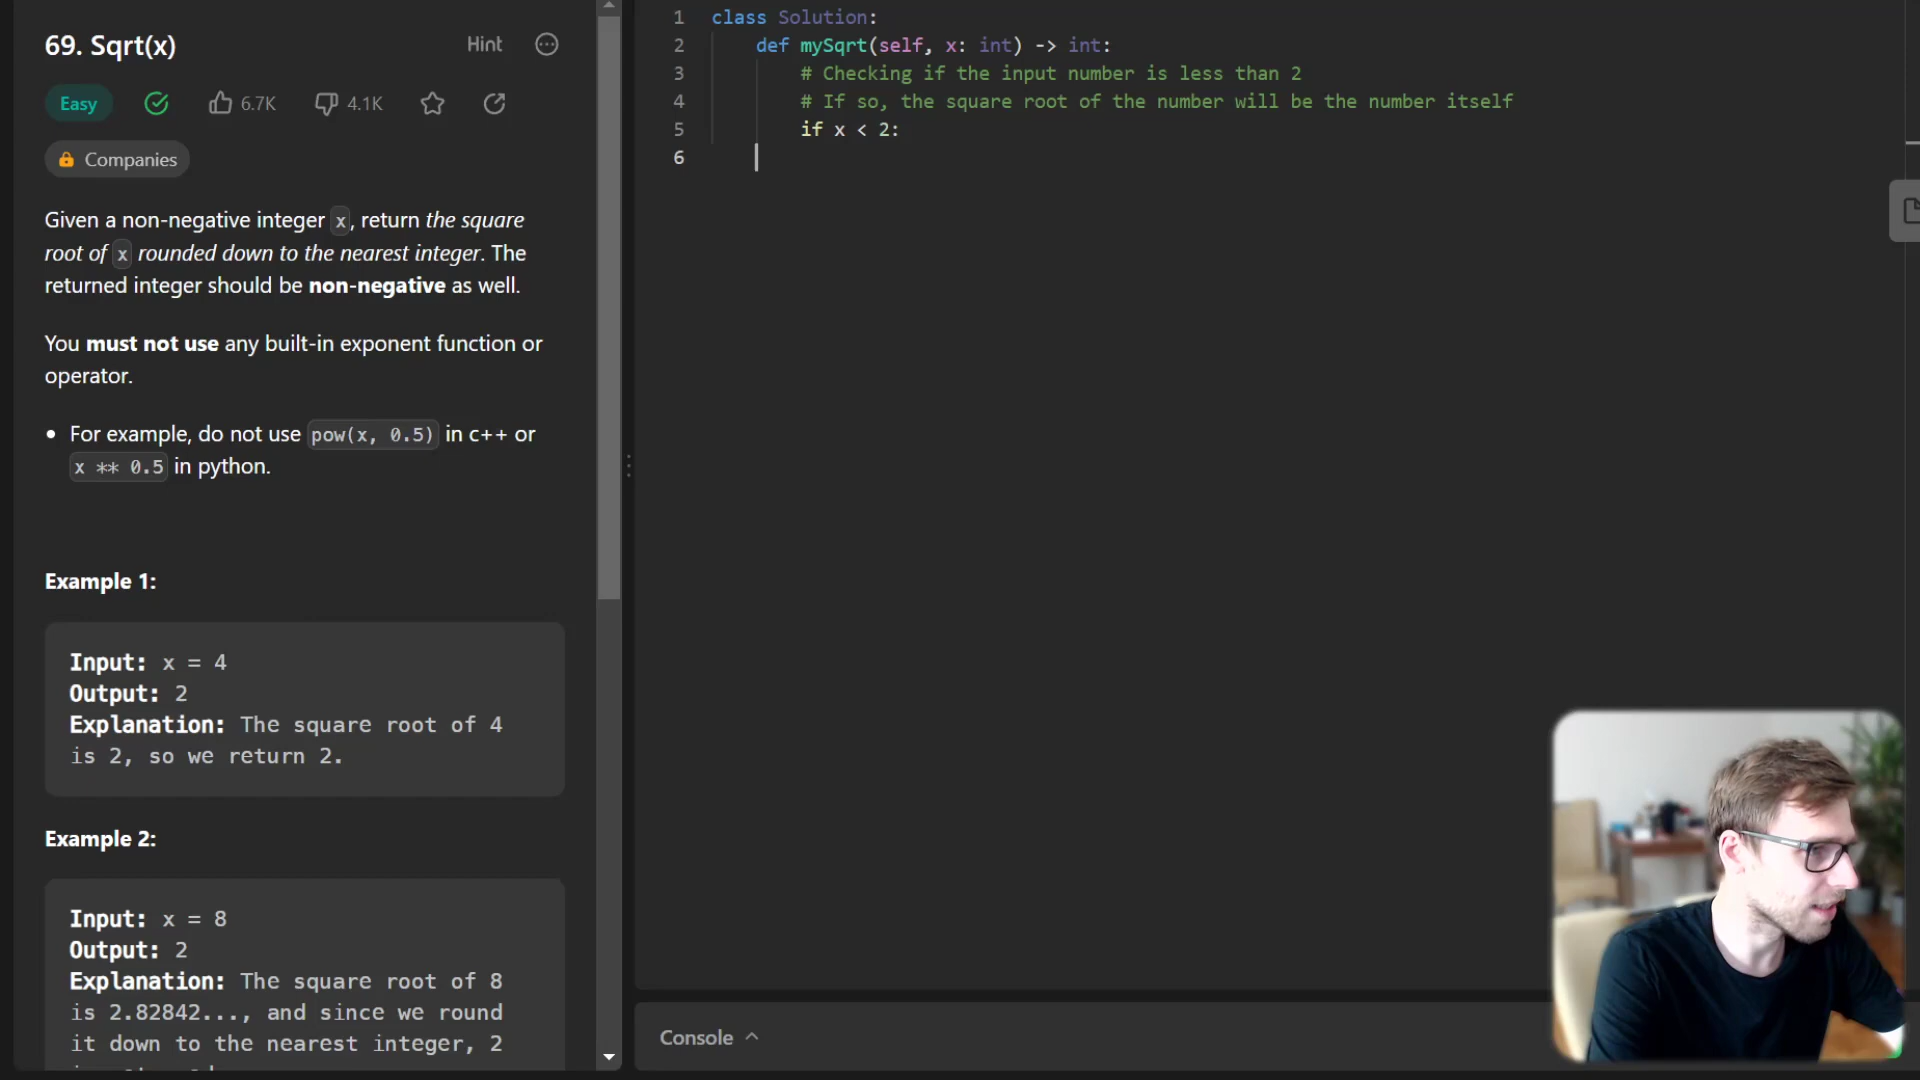 69. Sqrt(x)
Hint
Easy
6.7K
4.1K
Companies
Given a non-negative integer x, return the square
root of x rounded down to the nearest integer. The
returned integer should be non-negative as well.
You must not use any built-in exponent function or
operator.
• For example, do not use pow(x, 0.5) in c++ or
x ** 0.5 in python.
Example 1:
Input: x = 4
Output: 2
Explanation: The square root of 4
is 2, so we return 2.
Example 2:
Input: x = 8
Output: 2
Explanation: The square root of 8
is 2.82842..., and since we round
it down to the nearest integer, 2
1 class Solution:
2 def mySqrt(self, x: int) -> int:
3 # Checking if the input number is less than 2
4 # If so, the square root of the number will be the number itself
5 if x < 2:
6
Console